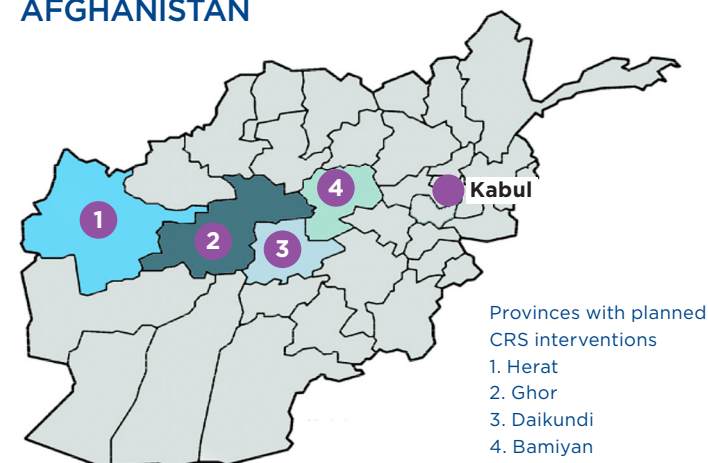 AFGHANISTAN
1
2
3
4
Kabul
Provinces with planned
CRS interventions
1. Herat
2. Ghor
3. Daikundi
4. Bamiyan